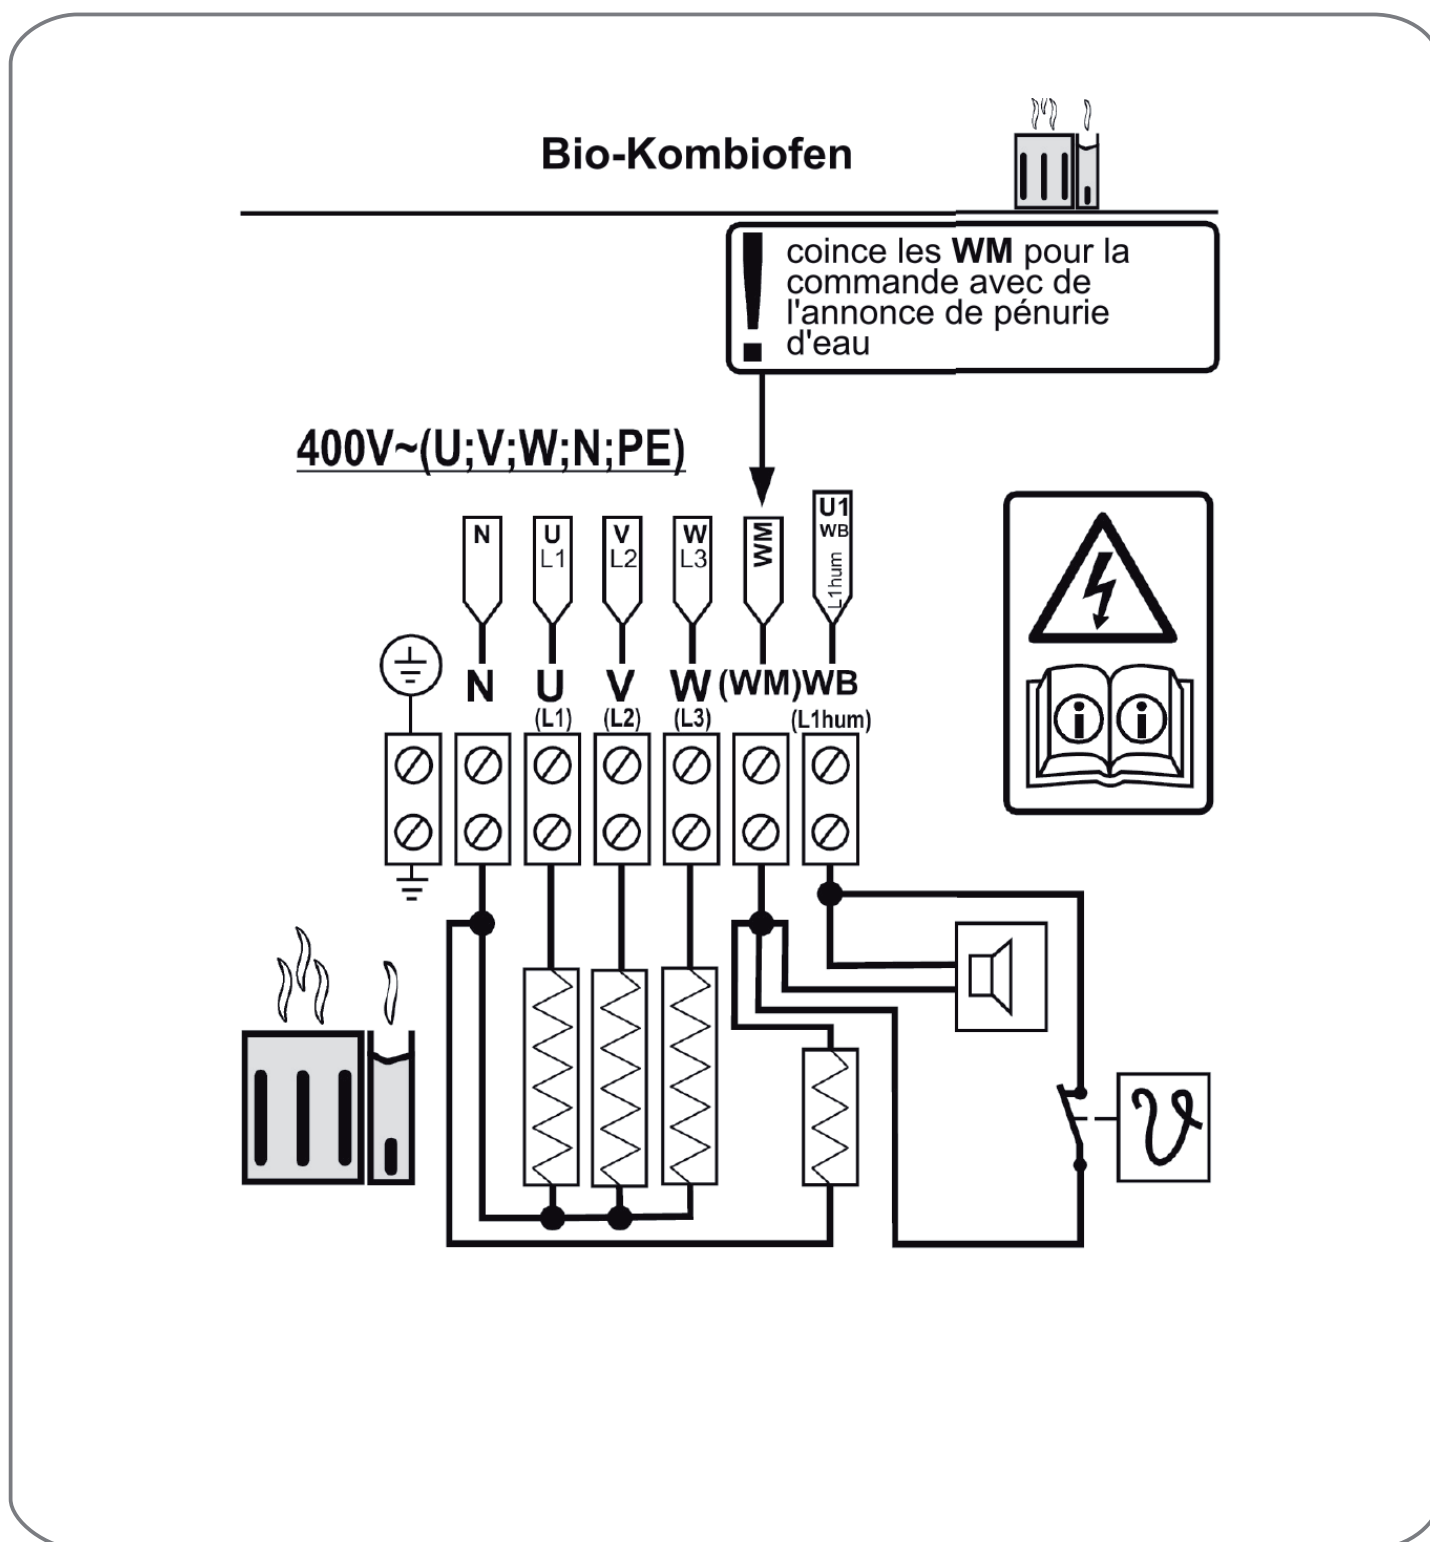 Bio-Kombiofen
! coince les WM pour la
commande avec de
l'annonce de pénurie
d'eau
400V~(U;V;W;N;PE)
N
U
L1
V
L2
W
L3
WM
U1
WB
L1hum
N U V W (WM) WB
(L1) (L2) (L3) (L1hum)
i i
ϑ